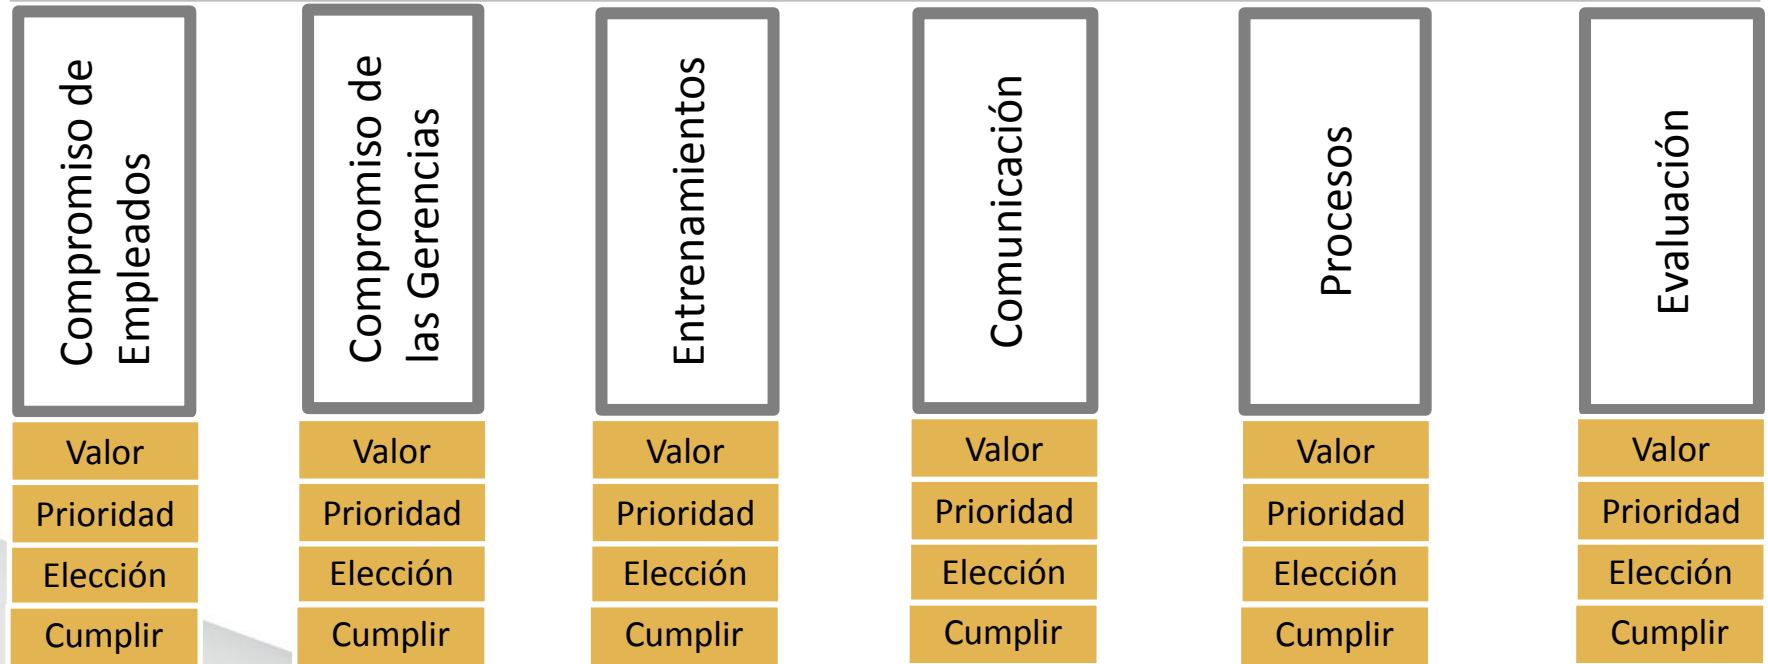 Compromiso de
Empleados
Compromiso de
las Gerencias
Entrenamientos
Comunicación
Procesos
Evaluación
Valor
Valor
Valor
Valor
Valor
Valor
Prioridad
Prioridad
Prioridad
Prioridad
Prioridad
Prioridad
Elección
Elección
Elección
Elección
Elección
Elección
Cumplir
Cumplir
Cumplir
Cumplir
Cumplir
Cumplir